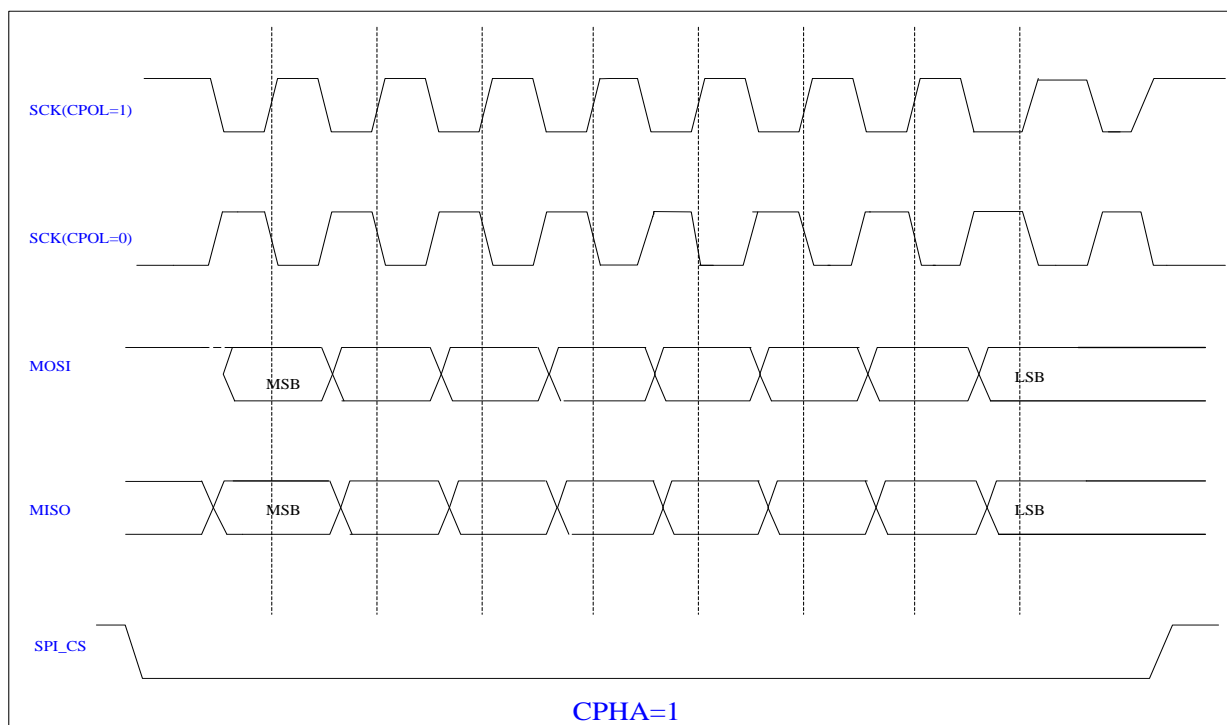 SCK(CPOL=1)
SCK(CPOL=0)
MOSI
MSB
LSB
MISO
MSB
LSB
SPI_CS
CPHA=1